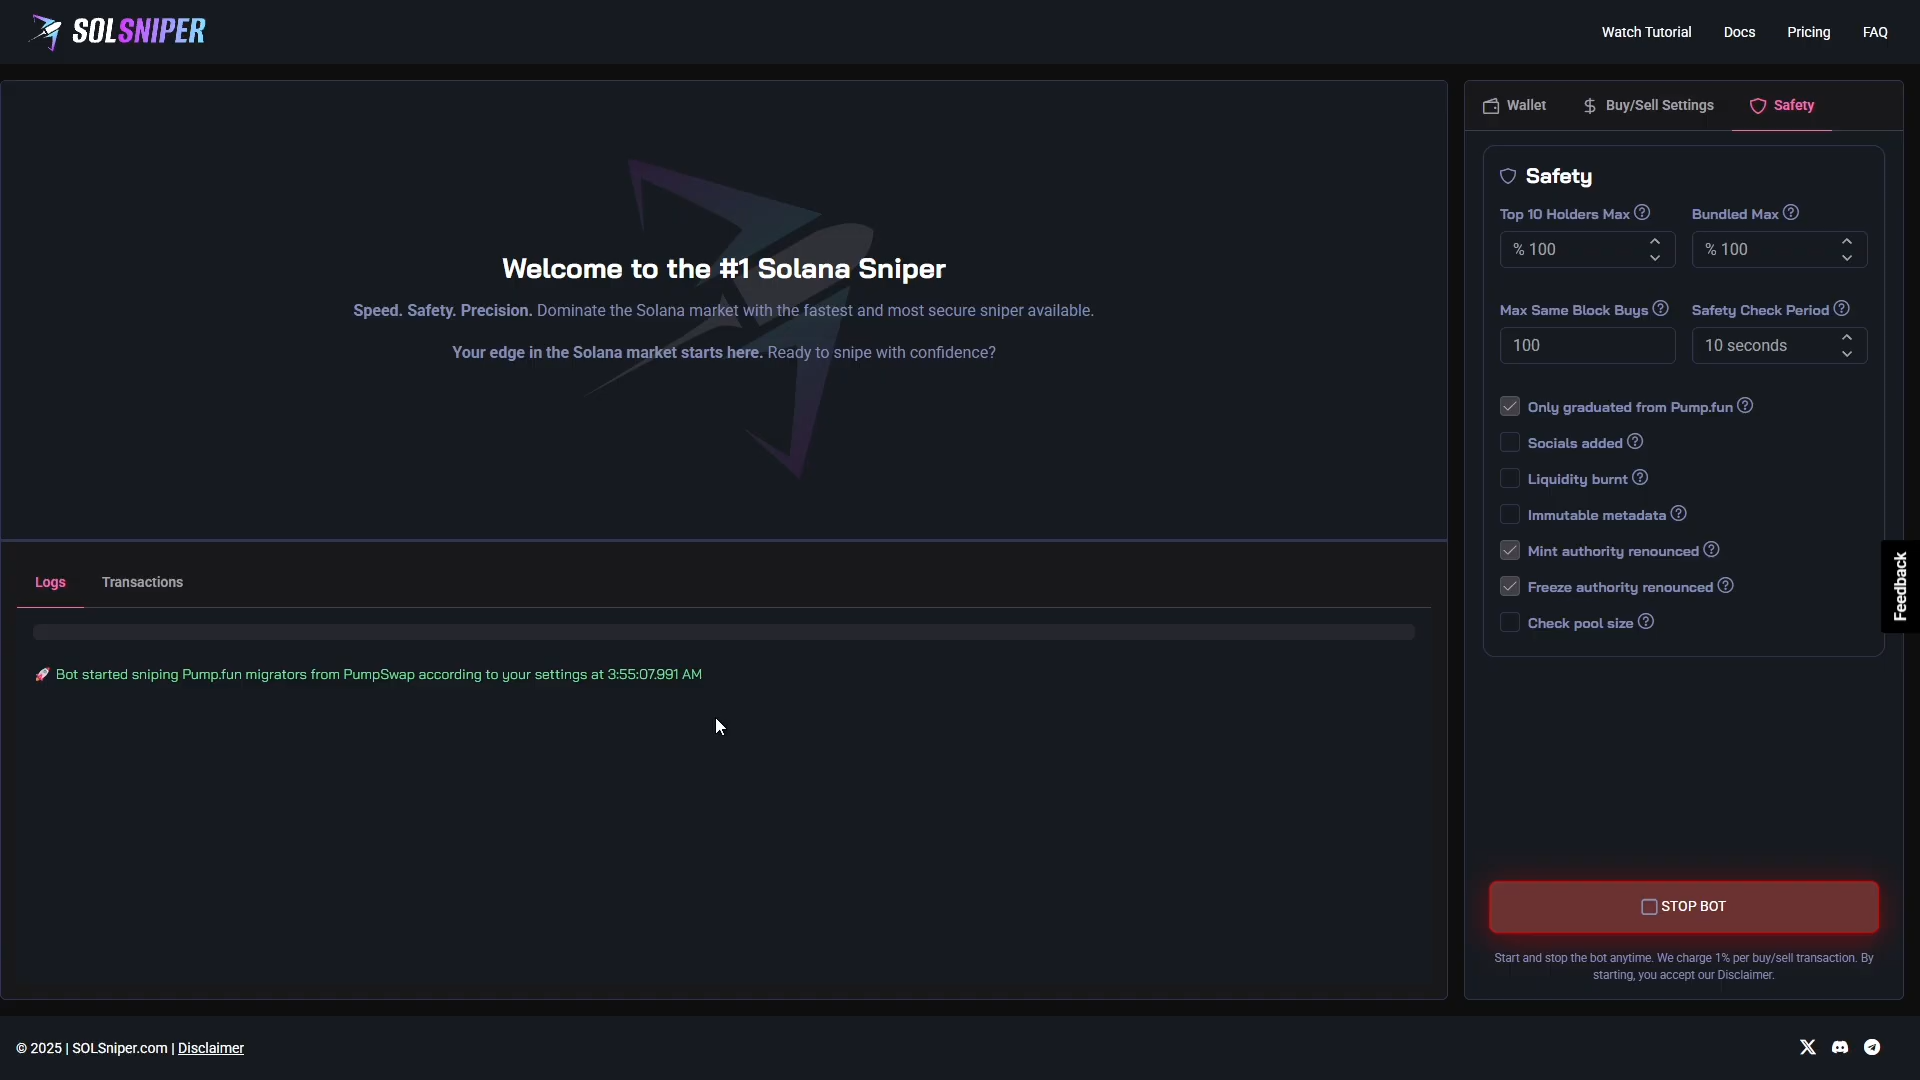 SOLSNIPER
Watch Tutorial
Docs
Pricing
FAQ
Welcome to the #1 Solana Sniper
Speed. Safety. Precision. Dominate the Solana market with the fastest and most secure sniper available.
Your edge in the Solana market starts here. Ready to snipe with confidence?
Logs
Transactions
🚀 Bot started sniping Pump.fun migrators from PumpSwap according to your settings at 3:55:07.991 AM
Wallet
Buy/Sell Settings
Safety
Safety
Top 10 Holders Max
Bundled Max
% 100
% 100
Max Same Block Buys
Safety Check Period
100
10 seconds
Only graduated from Pump.fun
Socials added
Liquidity burnt
Immutable metadata
Mint authority renounced
Freeze authority renounced
Check pool size
Feedback
STOP BOT
Start and stop the bot anytime. We charge 1% per buy/sell transaction. By
starting, you accept our Disclaimer.
© 2025 | SOLSniper.com | Disclaimer